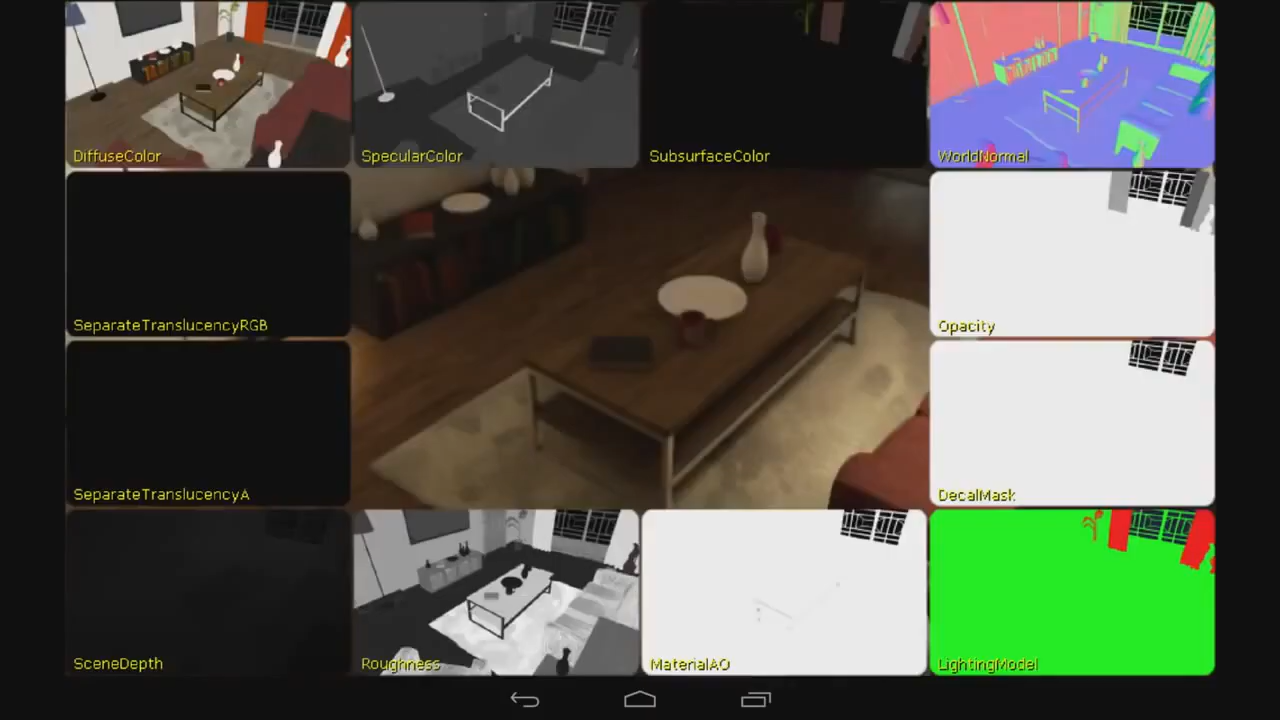 DiffuseColor
SpecularColor
SubsurfaceColor
WorldNormal
SeparateTranslucencyRGB
Opacity
SeparateTranslucencyA
DecalMask
SceneDepth
Roughness
MaterialAO
LightingModel